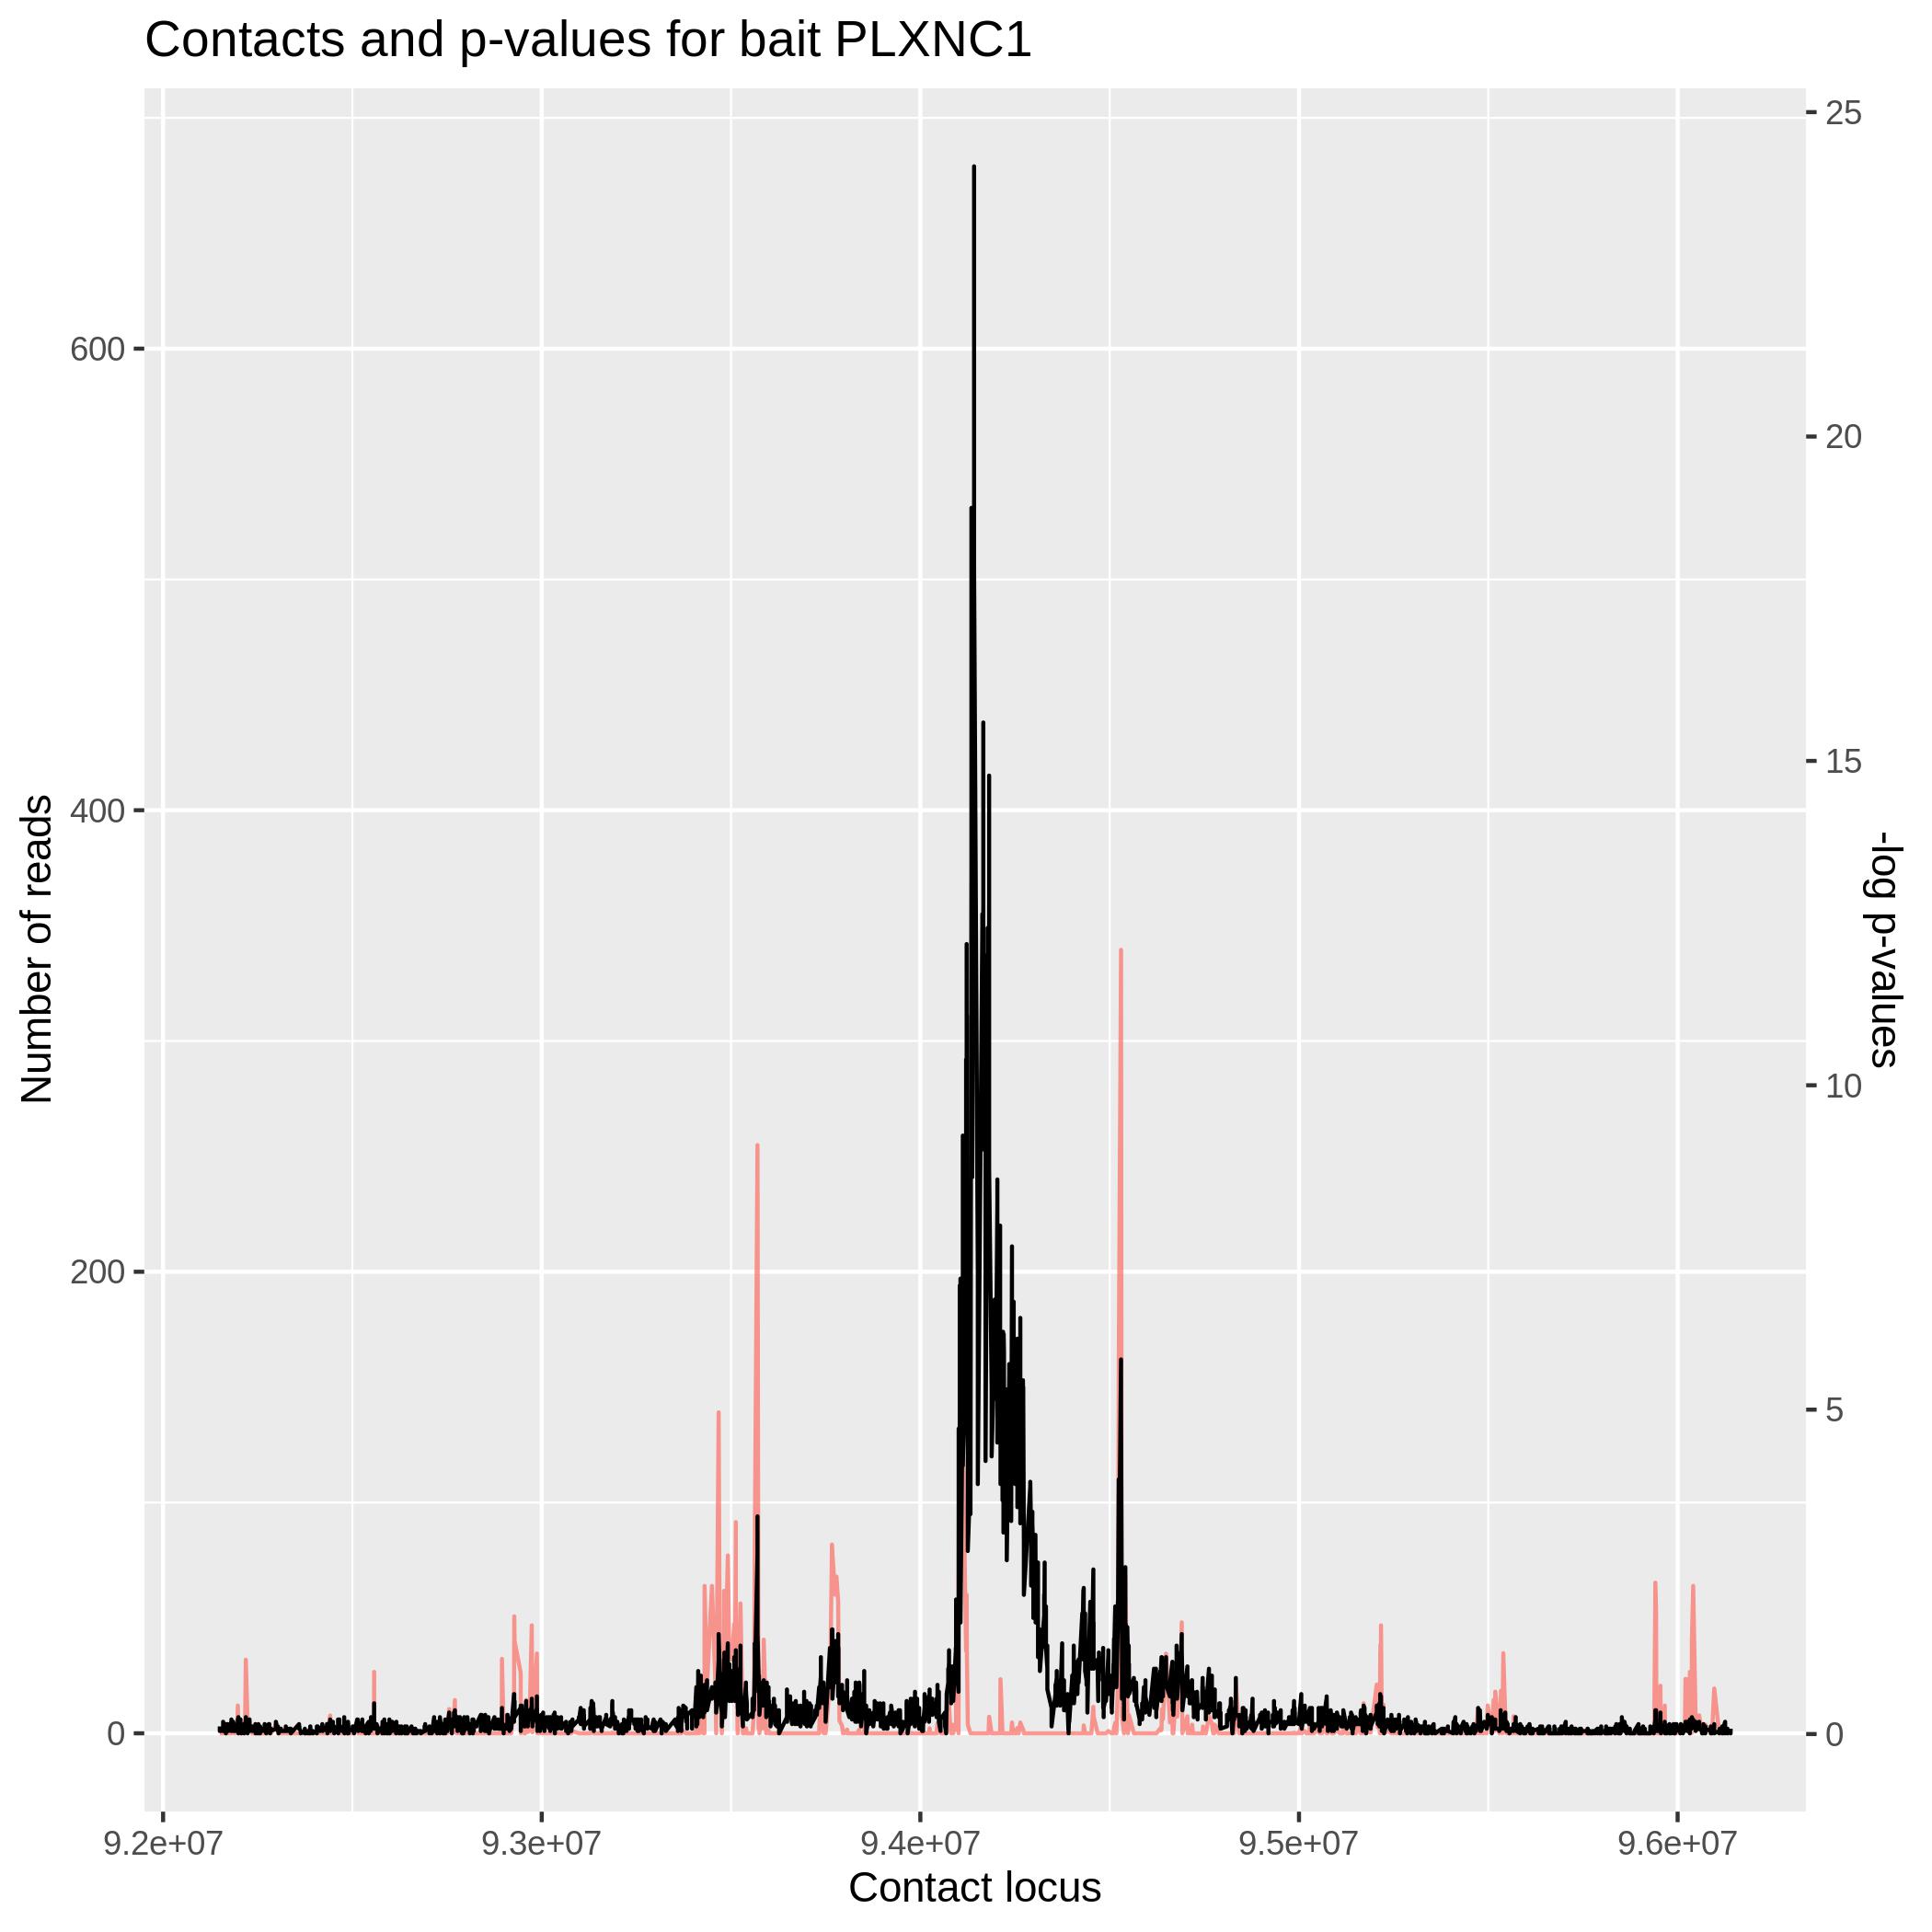 Contacts and p-values for bait PLXNC1
Number of reads
600
400
200
0
25
20
15
10
5
0
-log p-values
9.2e+07 9.3e+07 9.4e+07 9.5e+07 9.6e+07
Contact locus